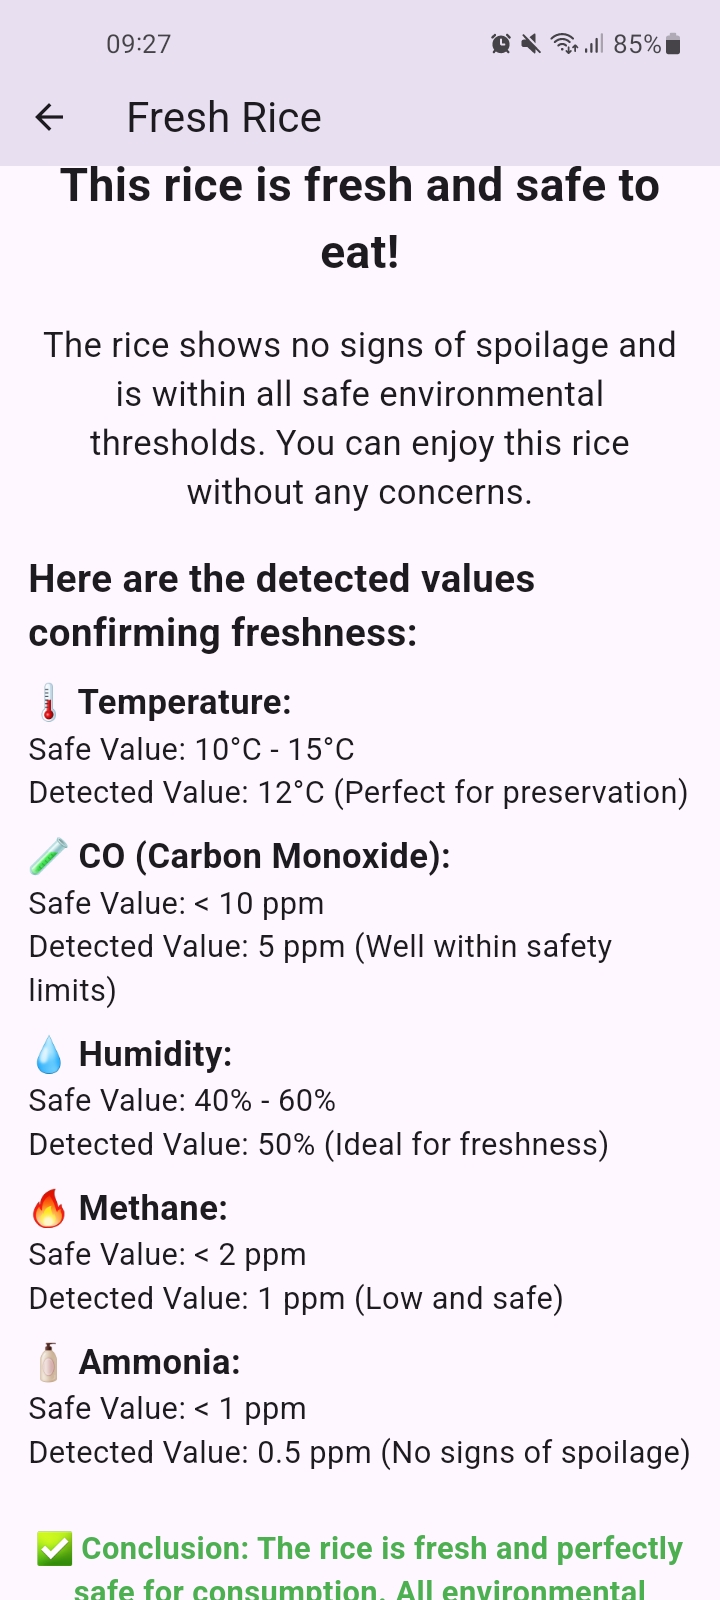 09:27
85%
Fresh Rice
This rice is fresh and safe to
eat!
The rice shows no signs of spoilage and
is within all safe environmental
thresholds. You can enjoy this rice
without any concerns.
Here are the detected values
confirming freshness:
🌡️ Temperature:
Safe Value: 10°C - 15°C
Detected Value: 12°C (Perfect for preservation)
🧪 CO (Carbon Monoxide):
Safe Value: < 10 ppm
Detected Value: 5 ppm (Well within safety
limits)
💧 Humidity:
Safe Value: 40% - 60%
Detected Value: 50% (Ideal for freshness)
🔥 Methane:
Safe Value: < 2 ppm
Detected Value: 1 ppm (Low and safe)
🧴 Ammonia:
Safe Value: < 1 ppm
Detected Value: 0.5 ppm (No signs of spoilage)
✅ Conclusion: The rice is fresh and perfectly
safe for consumption. All environmental